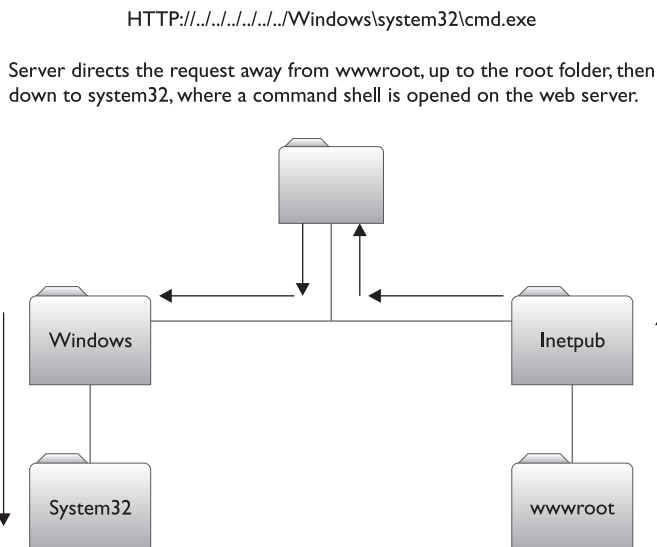 HTTP://../../../../../../Windows\system32\cmd.exe
Server directs the request away from wwwroot, up to the root folder, then
down to system32, where a command shell is opened on the web server.
Windows
Inetpub
System32
wwwroot